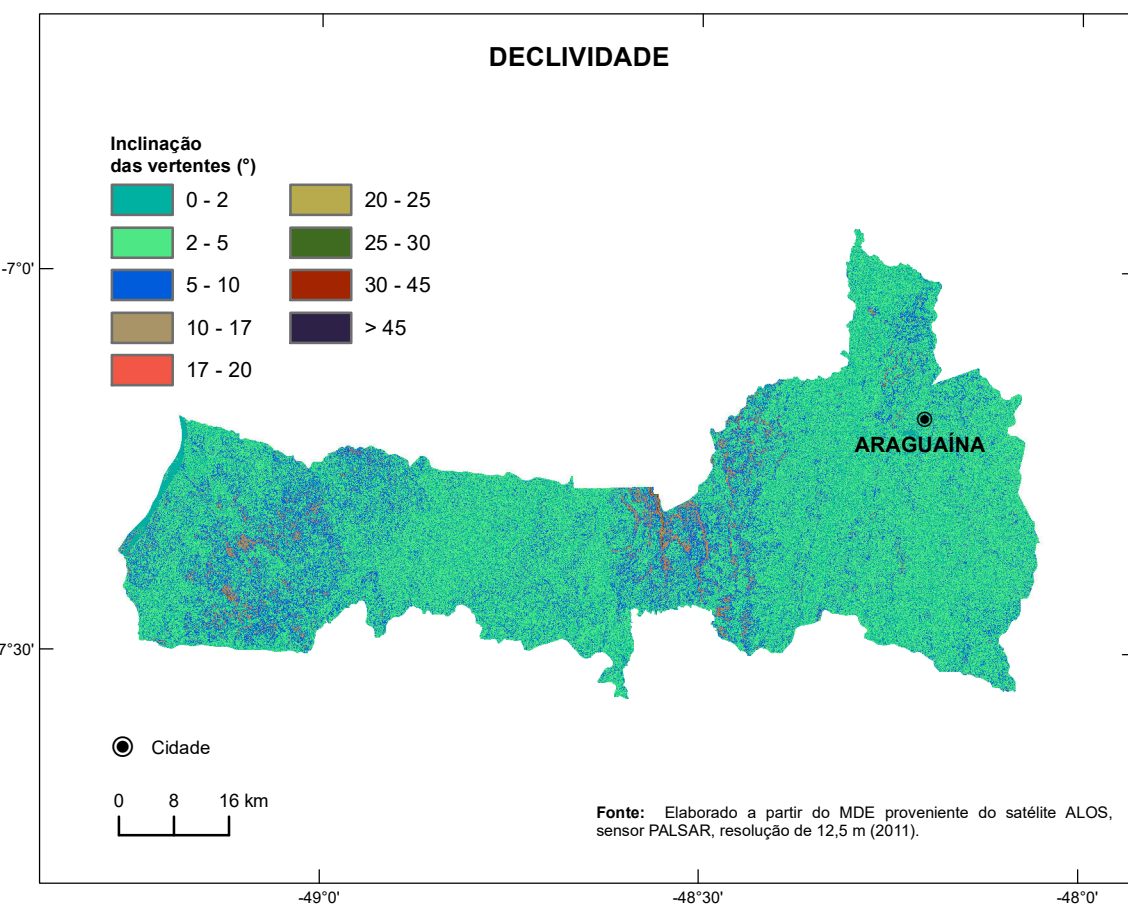 DECLIVIDADE
Inclinação
das vertentes (°)
0 - 2
2 - 5
5 - 10
10 - 17
17 - 20
20 - 25
25 - 30
30 - 45
> 45
-7°0'
7°30'
ARAGUAÍNA
Cidade
0 8 16 km
Fonte: Elaborado a partir do MDE proveniente do satélite ALOS,
sensor PALSAR, resolução de 12,5 m (2011).
-49°0' -48°30' -48°0'